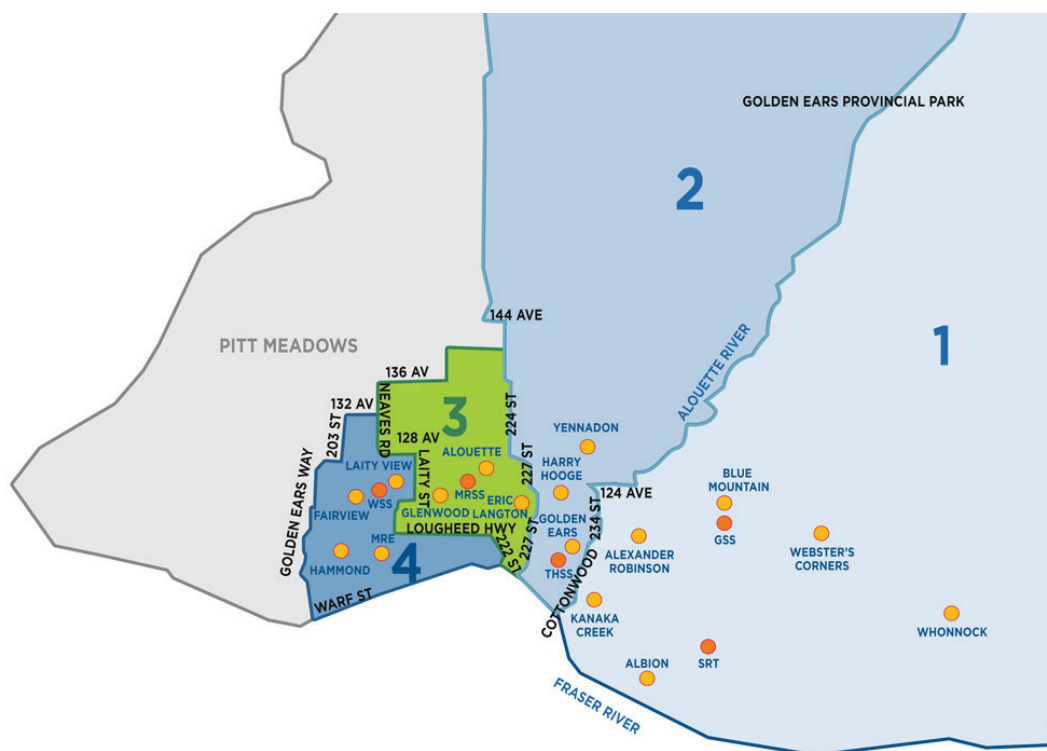 GOLDEN EARS PROVINCIAL PARK
2
144 AVE
PITT MEADOWS
ALOUETTE RIVER
1
136 AV
132 AV
NEAVES RD
3
224 ST
203 ST
128 AV
YENNADON
ALOUETTE
227 ST
HARRY
HOOGE
LAITY VIEW
LAITY ST
GOLDEN EARS WAY
WSS
MRSS
ERIC
LANGTON
124 AVE
BLUE
MOUNTAIN
FAIRVIEW
GLENWOOD
234 ST
LOUGHEED HWY
GOLDEN
EARS
227 ST
222 ST
GSS
ALEXANDER
ROBINSON
WEBSTER'S
CORNERS
MRE
4
HAMMOND
THSS
COTTONWOOD
WARF ST
KANAKA
CREEK
WHONNOCK
ALBION
SRT
FRASER RIVER